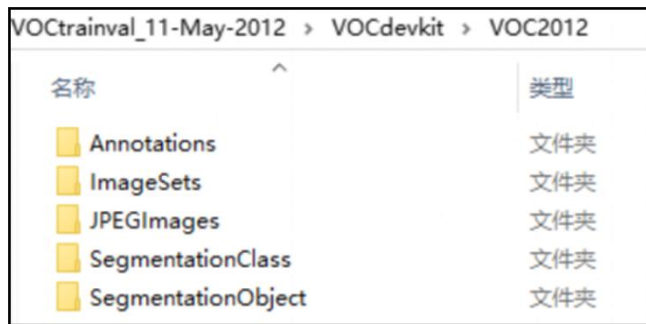 VOCtrainval_11-May-2012 › VOCdevkit › VOC2012
名称 类型
Annotations 文件夹
ImageSets 文件夹
JPEGImages 文件夹
SegmentationClass 文件夹
SegmentationObject 文件夹